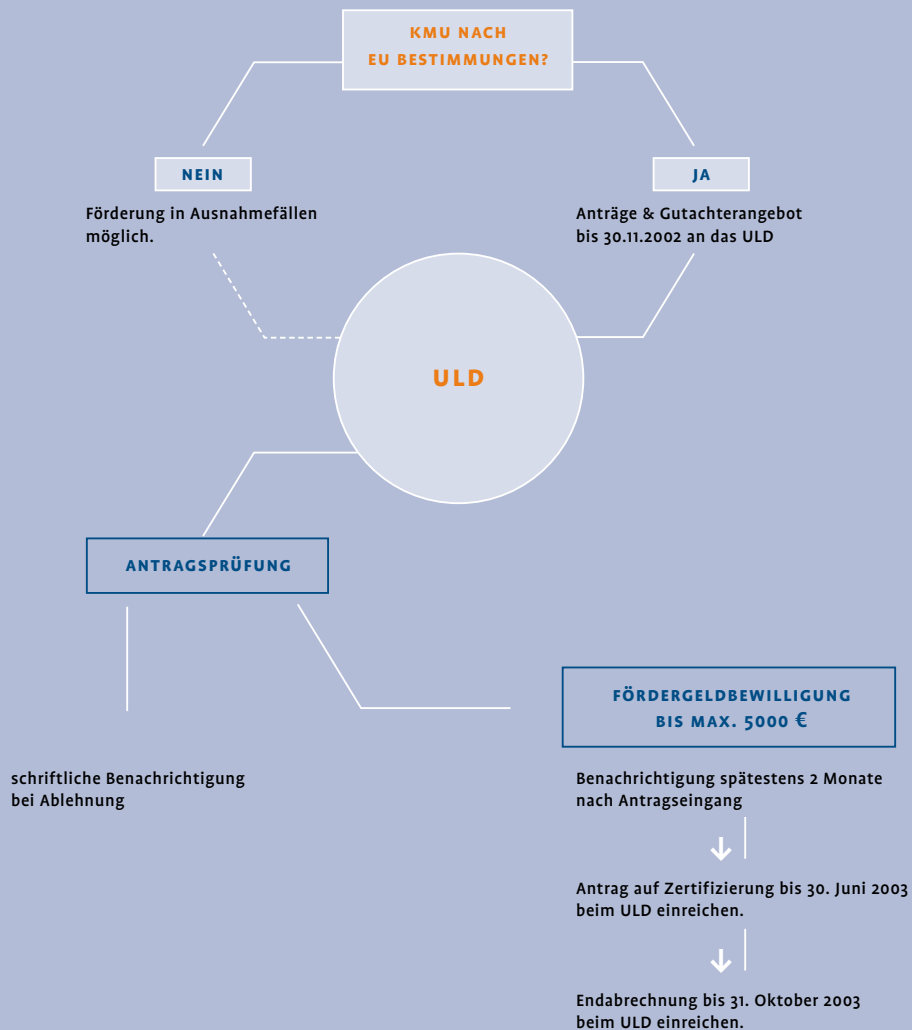 KMU NACH
EU BESTIMMUNGEN?
NEIN
Förderung in Ausnahmefällen
möglich.
JA
Anträge & Gutachterangebot
bis 30.11.2002 an das ULD
ULD
ANTRAGSPRÜFUNG
schriftliche Benachrichtigung
bei Ablehnung
FÖRDERGELDBEWILLIGUNG
BIS MAX. 5000 €
Benachrichtigung spätestens 2 Monate
nach Antragseingang
Antrag auf Zertifizierung bis 30. Juni 2003
beim ULD einreichen.
Endabrechnung bis 31. Oktober 2003
beim ULD einreichen.